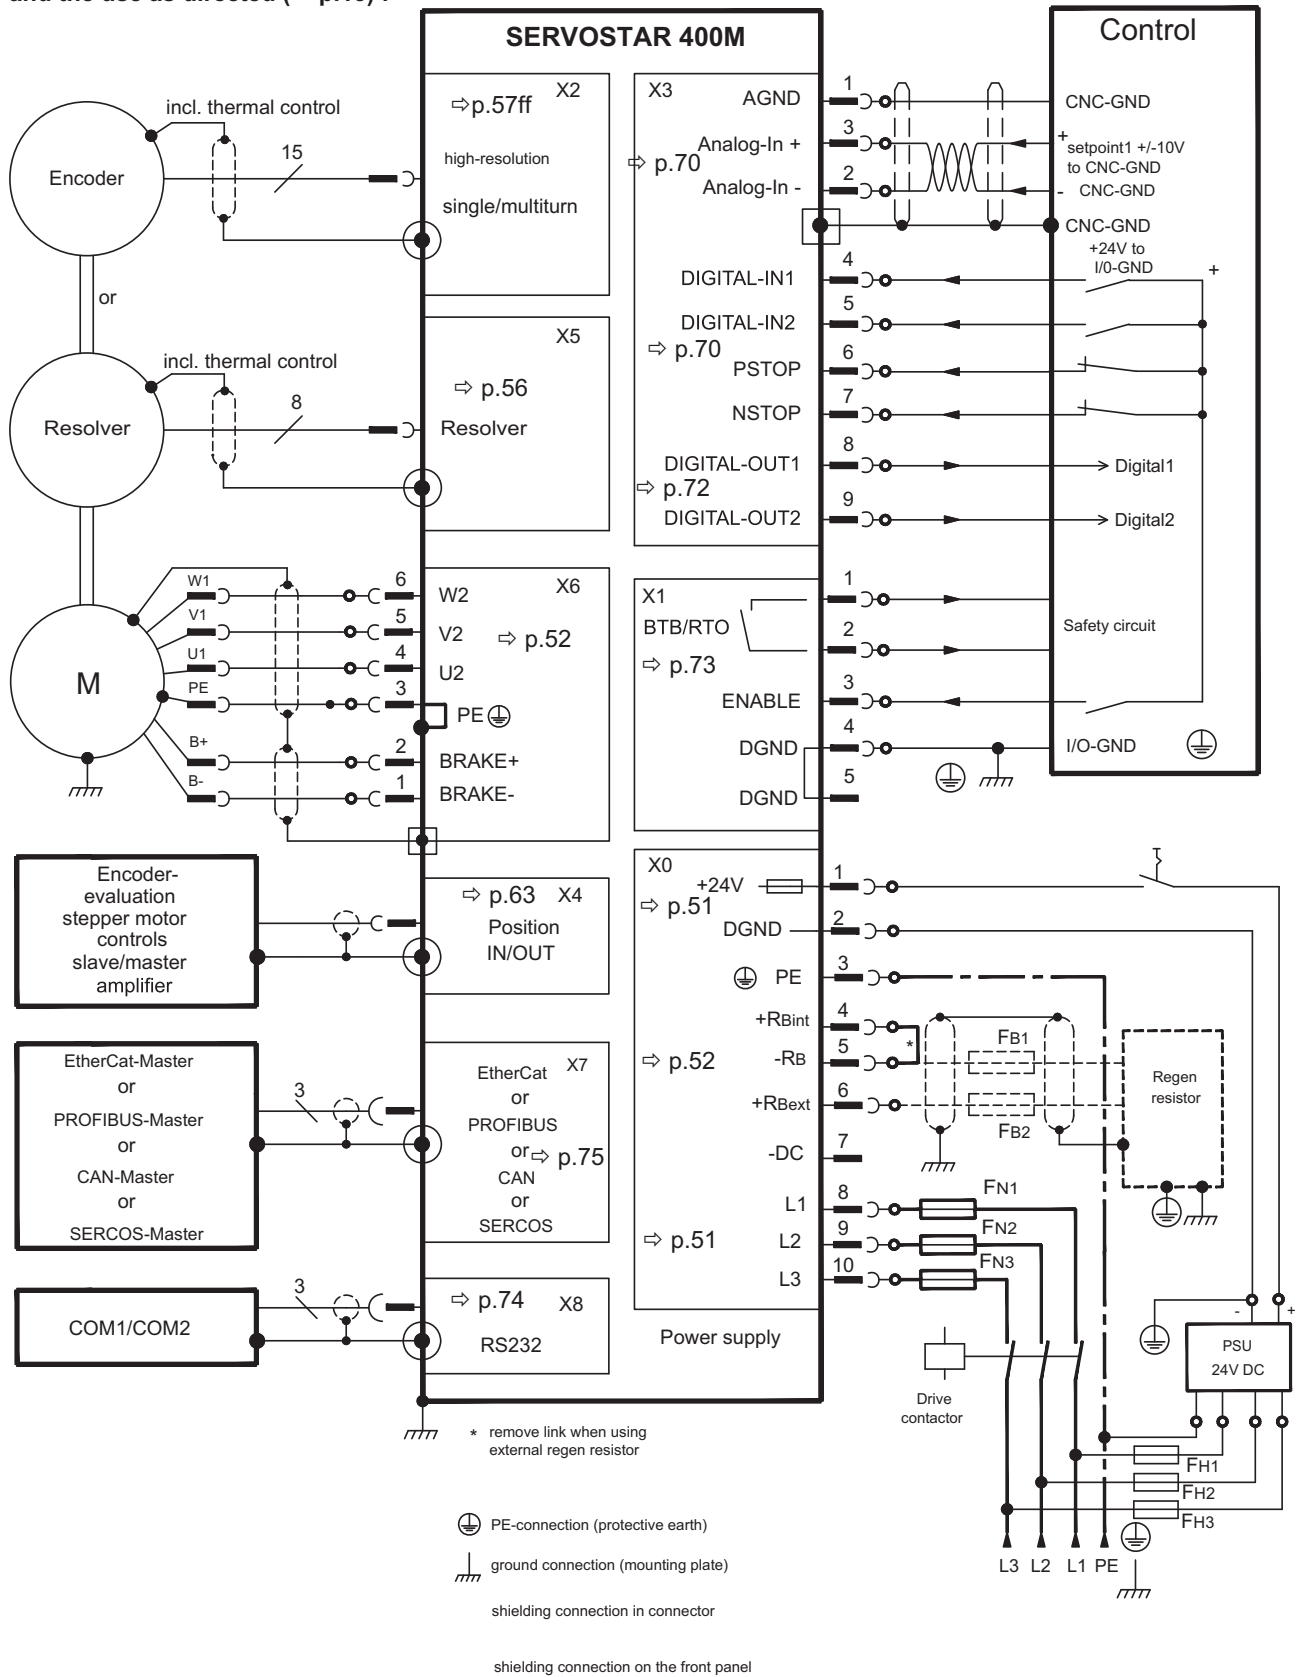 SERVOSTAR 400M
Control
Encoder
incl. thermal control
15
or
Resolver
incl. thermal control
8
M
W1
V1
U1
PE
B+
B-
6
5
4
3
2
1
⇨p.57ff
X2
high-resolution
single/multiturn
X5
⇨ p.56
Resolver
X6
W2
V2
⇨ p.52
U2
PE
BRAKE+
BRAKE-
⇨ p.63
X4
Position
IN/OUT
EtherCat
X7
or
PROFIBUS
or⇨ p.75
CAN
or
SERCOS
⇨ p.74
X8
RS232
Encoder-
evaluation
stepper motor
controls
slave/master
amplifier
EtherCat-Master
or
PROFIBUS-Master
or
CAN-Master
or
SERCOS-Master
3
COM1/COM2
3
X3
AGND
1
Analog-In +
3
⇨ p.70
Analog-In -
2
DIGITAL-IN1
4
DIGITAL-IN2
5
⇨ p.70
PSTOP
6
NSTOP
7
DIGITAL-OUT1
8
⇨ p.72
DIGITAL-OUT2
9
X1
BTB/RTO
⇨ p.73
1
2
ENABLE
3
DGND
4
DGND
5
X0
+24V
1
⇨ p.51
DGND
2
PE
3
+RBint
4
⇨ p.52
-RB
5
+RBext
6
-DC
7
L1
8
⇨ p.51
L2
9
L3
10
Power supply
CNC-GND
+
setpoint1 +/-10V
to CNC-GND
- CNC-GND
CNC-GND
+24V to
I/0-GND
+
Digital1
Digital2
Safety circuit
I/O-GND
*
FB1
FB2
Regen
resistor
FN1
FN2
FN3
Drive
contactor
-
+
PSU
24V DC
FH1
FH2
FH3
L3 L2 L1 PE
* remove link when using
external regen resistor
PE-connection (protective earth)
ground connection (mounting plate)
shielding connection in connector
shielding connection on the front panel